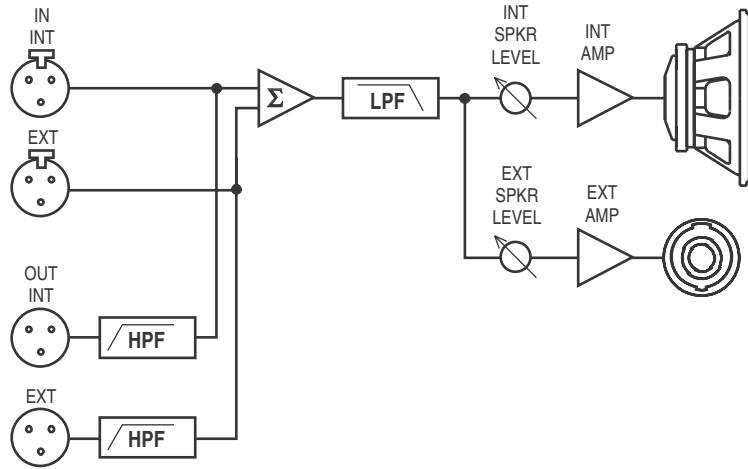 IN
INT
EXT
OUT
INT
HPF
EXT
HPF
Σ
LPF
INT
SPKR
LEVEL
INT
AMP
EXT
SPKR
LEVEL
EXT
AMP